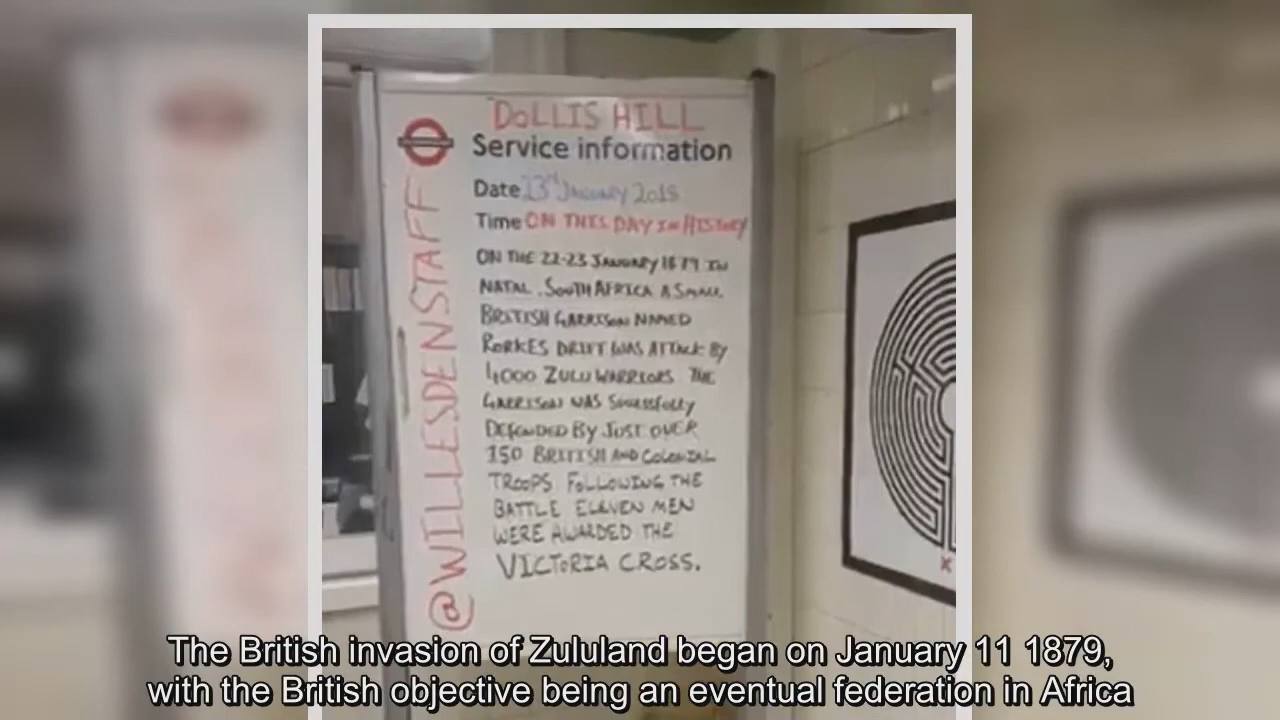 DOLLIS HILL
Service information
Date 23rd JANUARY 2018
Time ON THIS DAY IN HISTORY
ON THE 22-23 JANUARY 1879 IN
NATAL. SOUTH AFRICA A SMALL
BRITISH GARRISON NAMED
RORKES DRIFT WAS ATTACK BY
4000 ZULU WARRIORS THE
GARRISON WAS
DEFENDED BY JUST OVER
150 BRITISH AND COLONIAL
TROOPS FOLLOWING THE
BATTLE ELEVEN MEN
WERE AWARDED THE
VICTORIA CROSS.
@WILLESDENSTAFF
X
The British invasion of Zululand began on January 11 1879,
with the British objective being an eventual federation in Africa